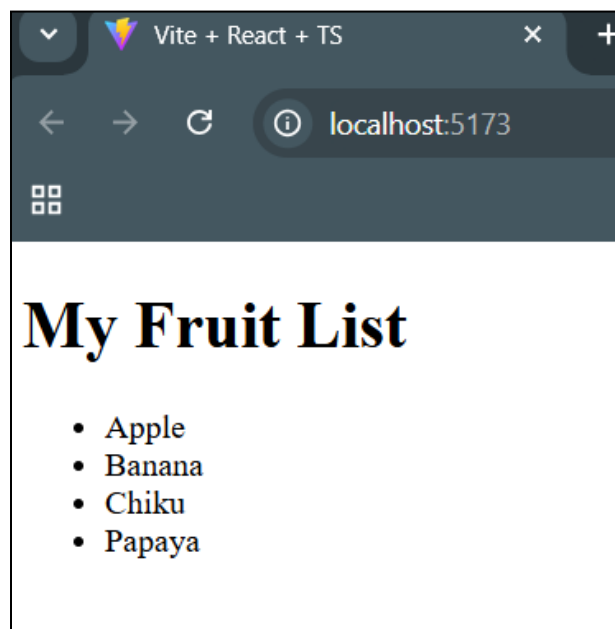 Vite + React + TS
localhost:5173
My Fruit List
Apple
Banana
Chiku
Papaya